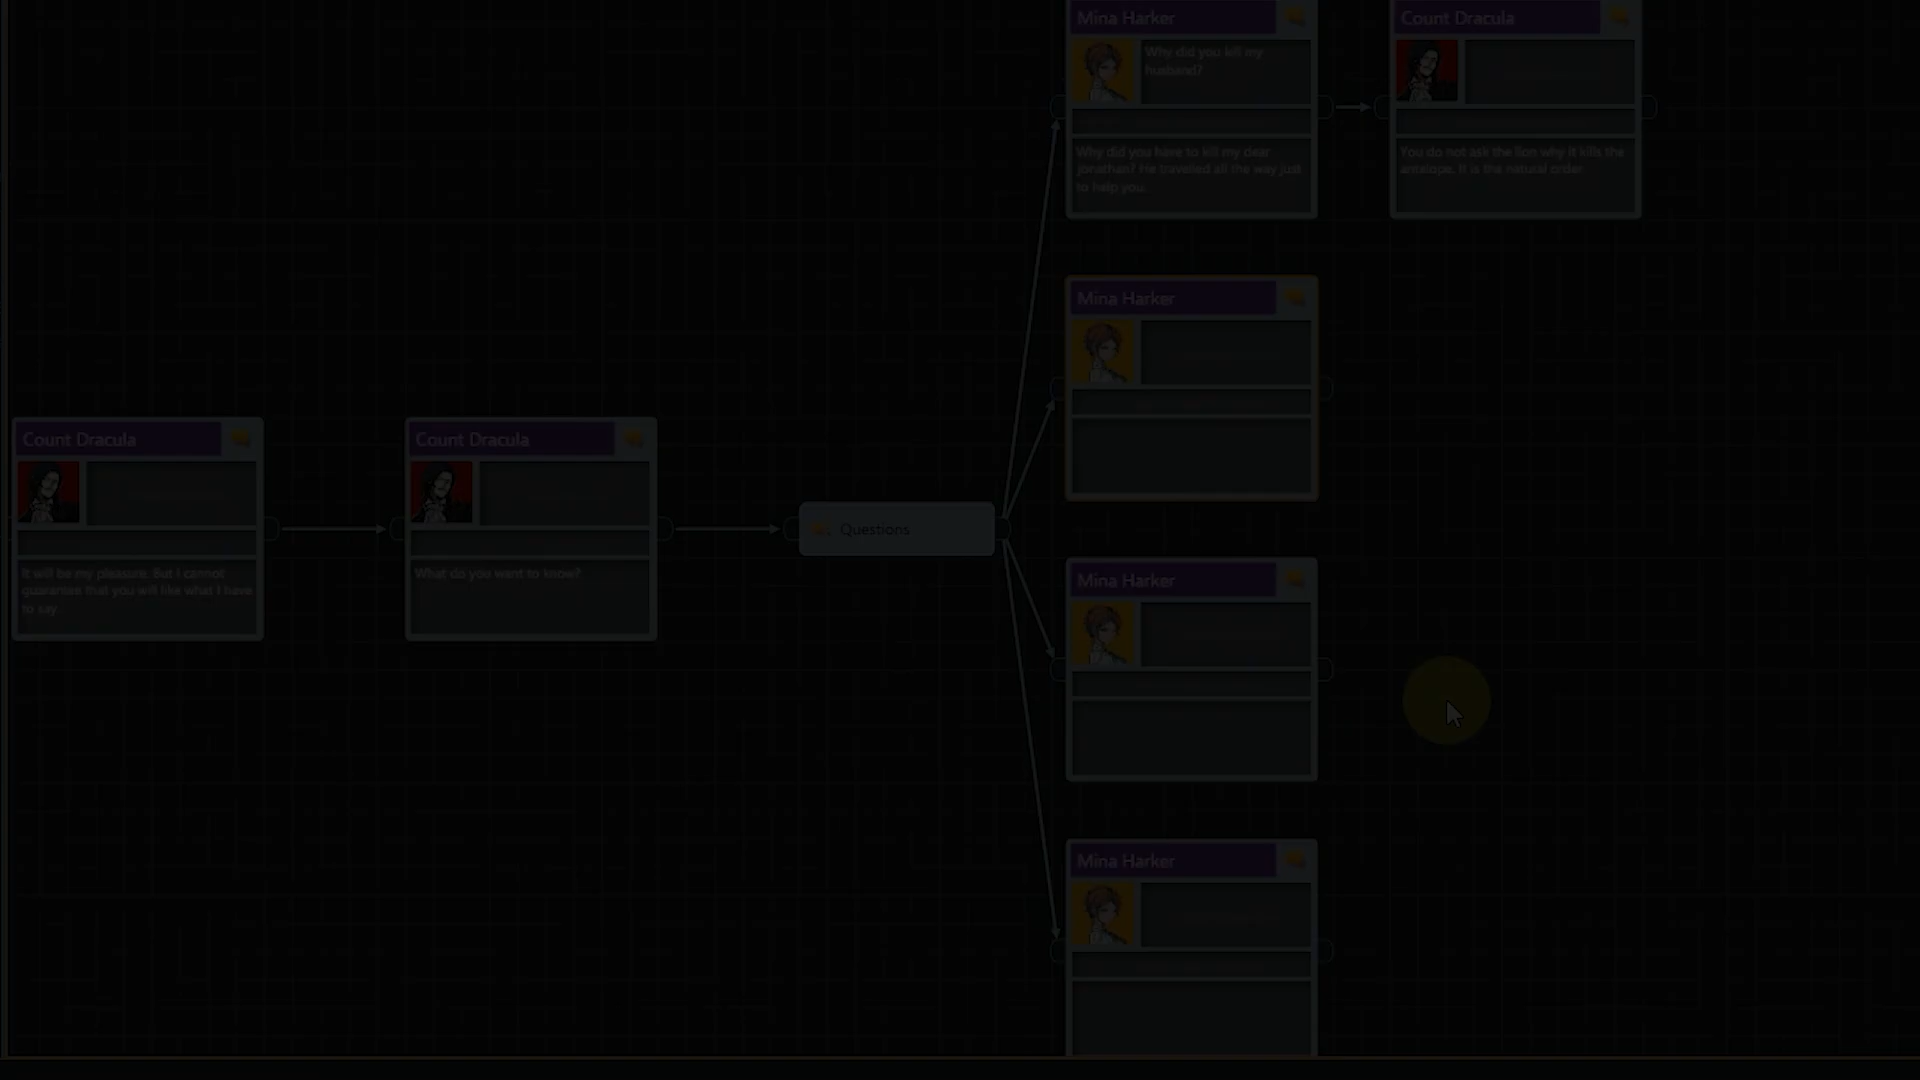 Mina Harker
Why did you kill my
husband?
Why did you have to kill my dear
Jonathan? He travelled all the way just
to help you.
Count Dracula
You do not ask the lion why it kills the
antelope. It is the natural order
Mina Harker
Count Dracula
It will be my pleasure. But I cannot
guarantee that you will like what I have
to say.
Count Dracula
What do you want to know?
Questions
Mina Harker
Mina Harker